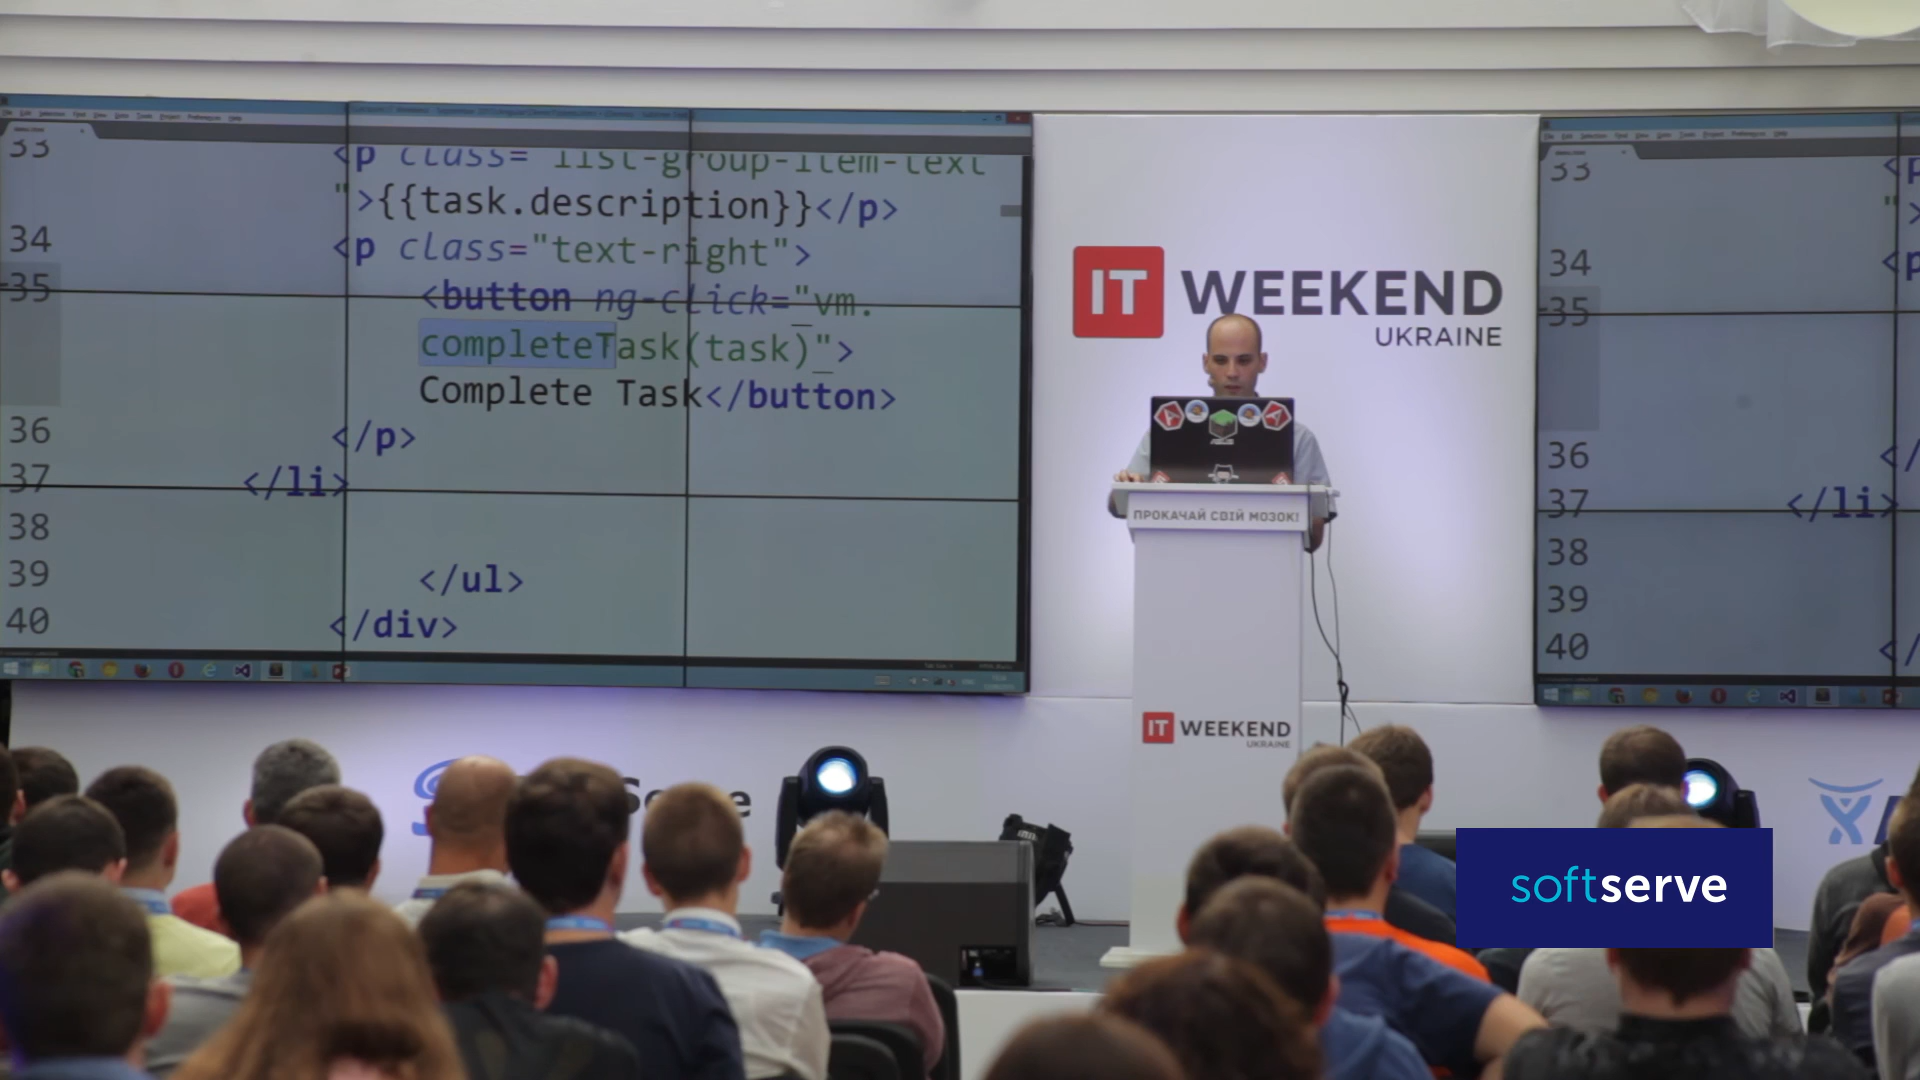 33
<p class="list-group-item-text
">{{task.description}}</p>
34
<p class="text-right">
35
<button ng-click="vm.
completeTask(task)">
Complete Task</button>
36
</p>
37
</li>
38
39
</ul>
40
</div>
IT WEEKEND
UKRAINE
ASUS
ПРОКАЧАЙ СВІЙ МОЗОК!
IT WEEKEND
UKRAINE
33
<p
">
34
<p
35
36
</
37
</li>
38
39
40
</
softserve